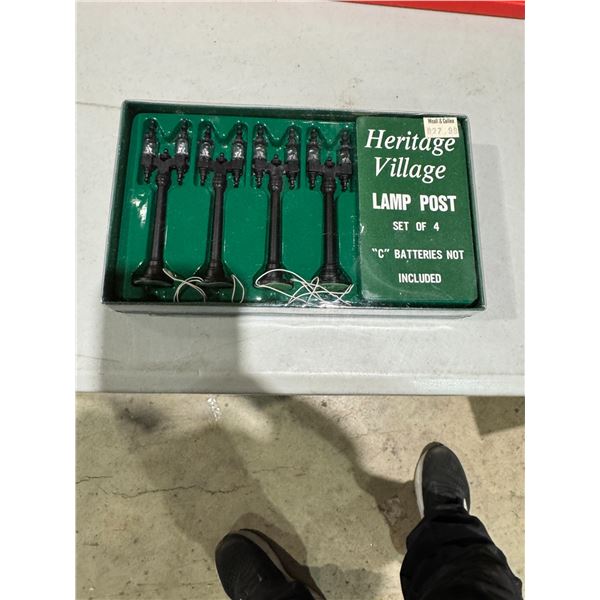 Heritage
Village
LAMP POST
SET OF 4
"C" BATTERIES NOT
INCLUDED